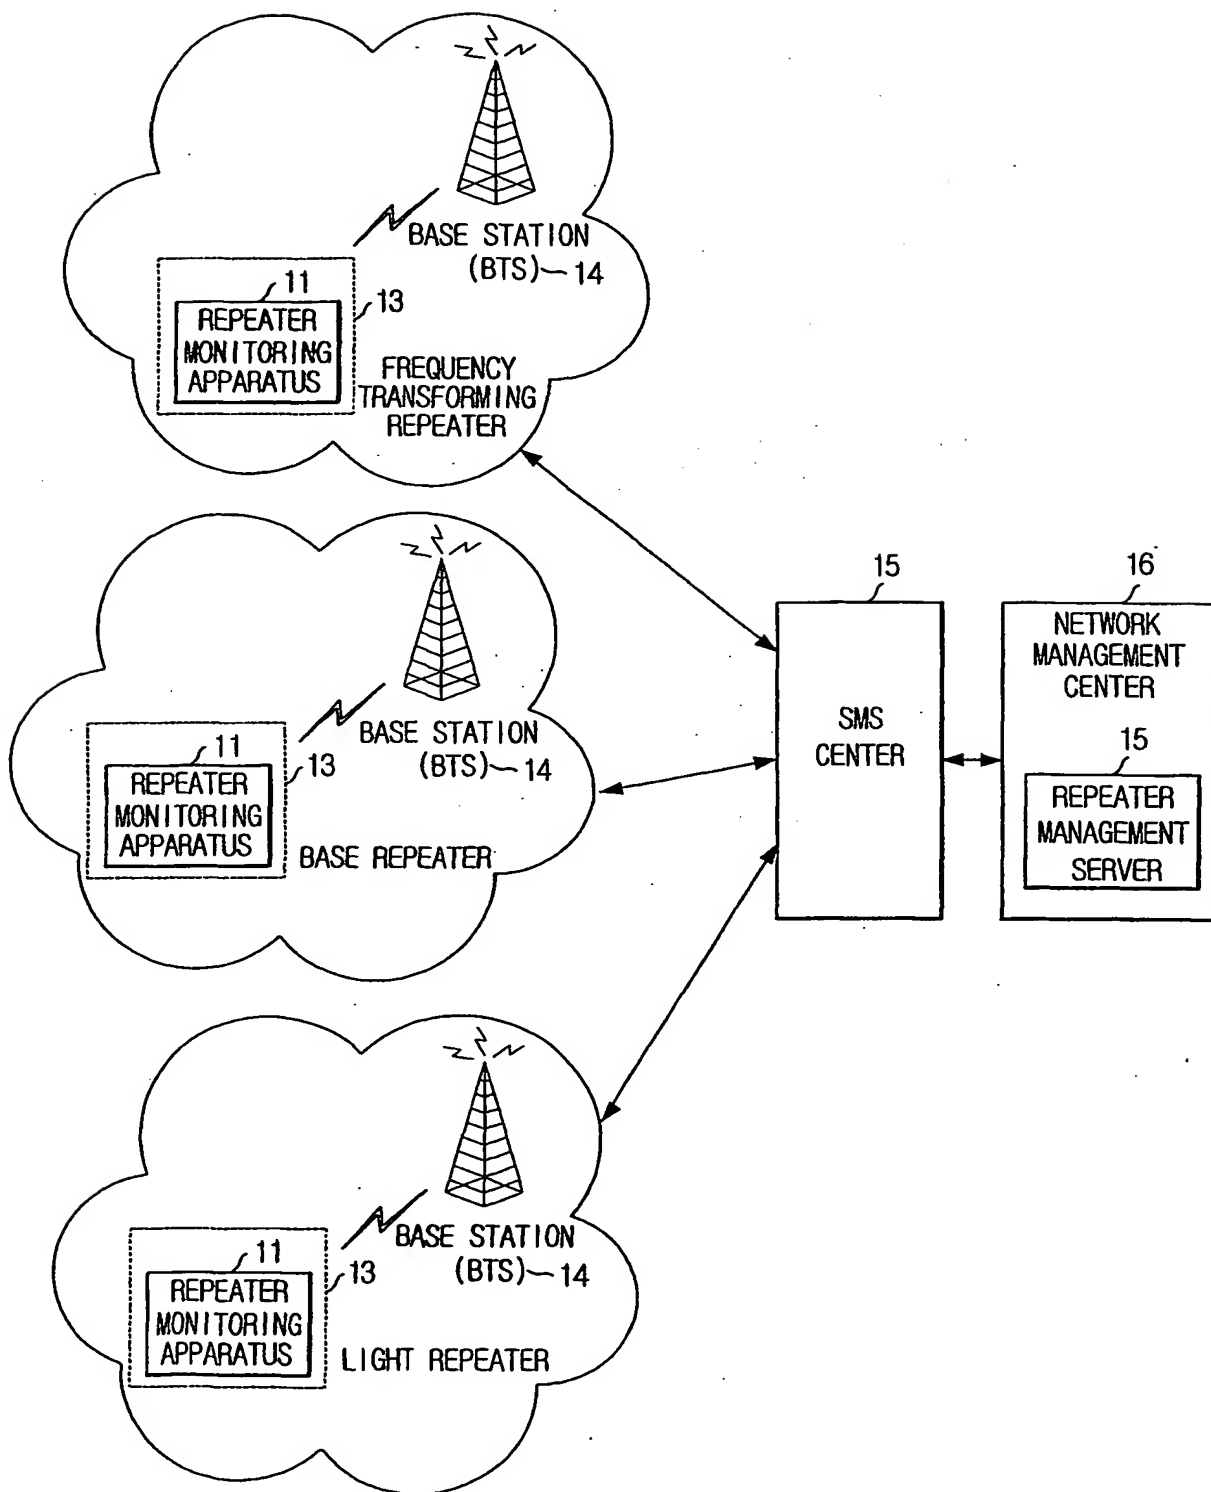 BASE STATION
(BTS) 14
11
13
REPEATER
MONITORING
APPARATUS
FREQUENCY
TRANSFORMING
REPEATER
BASE STATION
(BTS) 14
11
13
REPEATER
MONITORING
APPARATUS
BASE REPEATER
15
SMS
CENTER
16
NETWORK
MANAGEMENT
CENTER
15
REPEATER
MANAGEMENT
SERVER
BASE STATION
(BTS) 14
11
13
REPEATER
MONITORING
APPARATUS
LIGHT REPEATER